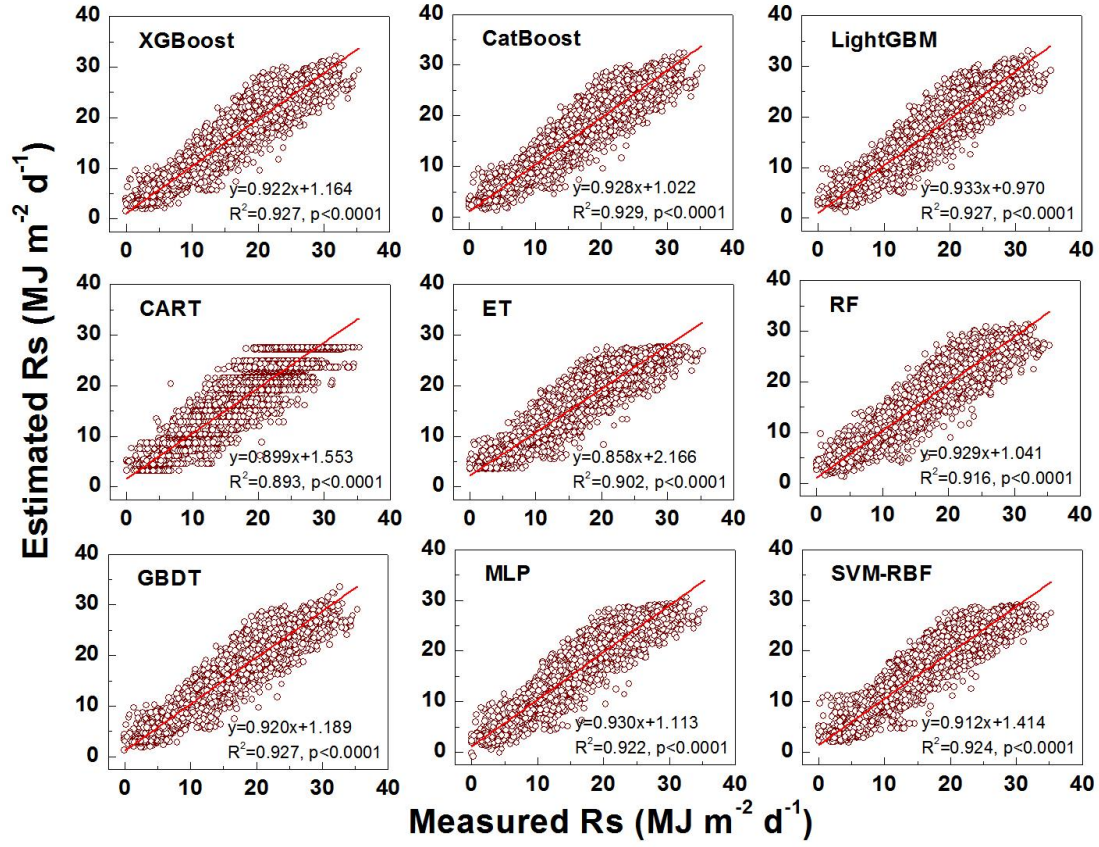 Estimated Rs (MJ m⁻² d⁻¹)
XGBoost
40
30
20
10
0
y=0.922x+1.164
R²=0.927, p<0.0001
0 10 20 30 40
CatBoost
40
30
20
10
0
y=0.928x+1.022
R²=0.929, p<0.0001
0 10 20 30 40
LightGBM
40
30
20
10
0
y=0.933x+0.970
R²=0.927, p<0.0001
0 10 20 30 40
CART
40
30
20
10
0
y=0.899x+1.553
R²=0.893, p<0.0001
0 10 20 30 40
ET
40
30
20
10
0
y=0.858x+2.166
R²=0.902, p<0.0001
0 10 20 30 40
RF
40
30
20
10
0
y=0.929x+1.041
R²=0.916, p<0.0001
0 10 20 30 40
GBDT
40
30
20
10
0
y=0.920x+1.189
R²=0.927, p<0.0001
0 10 20 30 40
MLP
40
30
20
10
0
y=0.930x+1.113
R²=0.922, p<0.0001
0 10 20 30 40
SVM-RBF
40
30
20
10
0
y=0.912x+1.414
R²=0.924, p<0.0001
0 10 20 30 40
Measured Rs (MJ m⁻² d⁻¹)